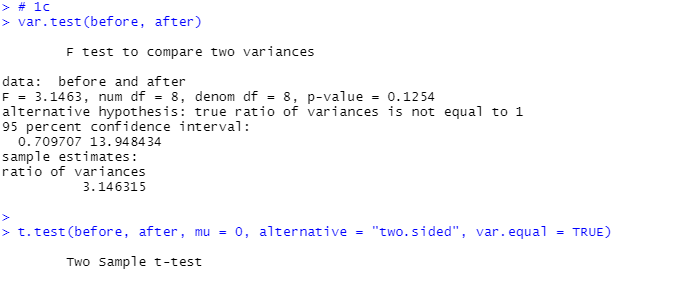 > # 1c
> var.test(before, after)
F test to compare two variances
data:  before and after
F = 3.1463, num df = 8, denom df = 8, p-value = 0.1254
alternative hypothesis: true ratio of variances is not equal to 1
95 percent confidence interval:
0.709707 13.948434
sample estimates:
ratio of variances
3.146315
>
> t.test(before, after, mu = 0, alternative = "two.sided", var.equal = TRUE)
Two Sample t-test